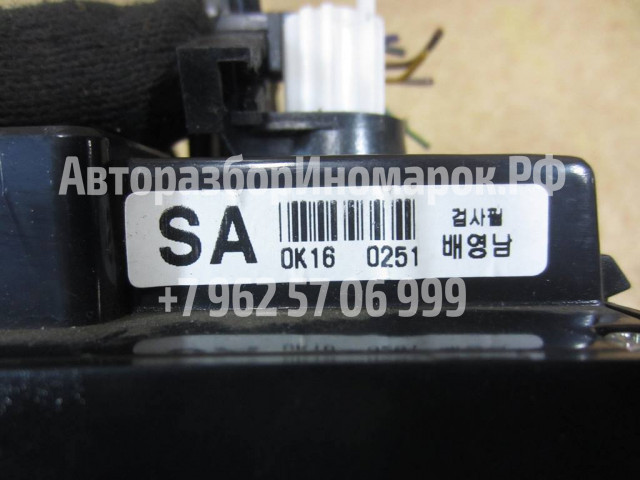 АвторазборИномарок.РФ
SA
0K16 0251
검사필
배영남
+7 962 57 06 999